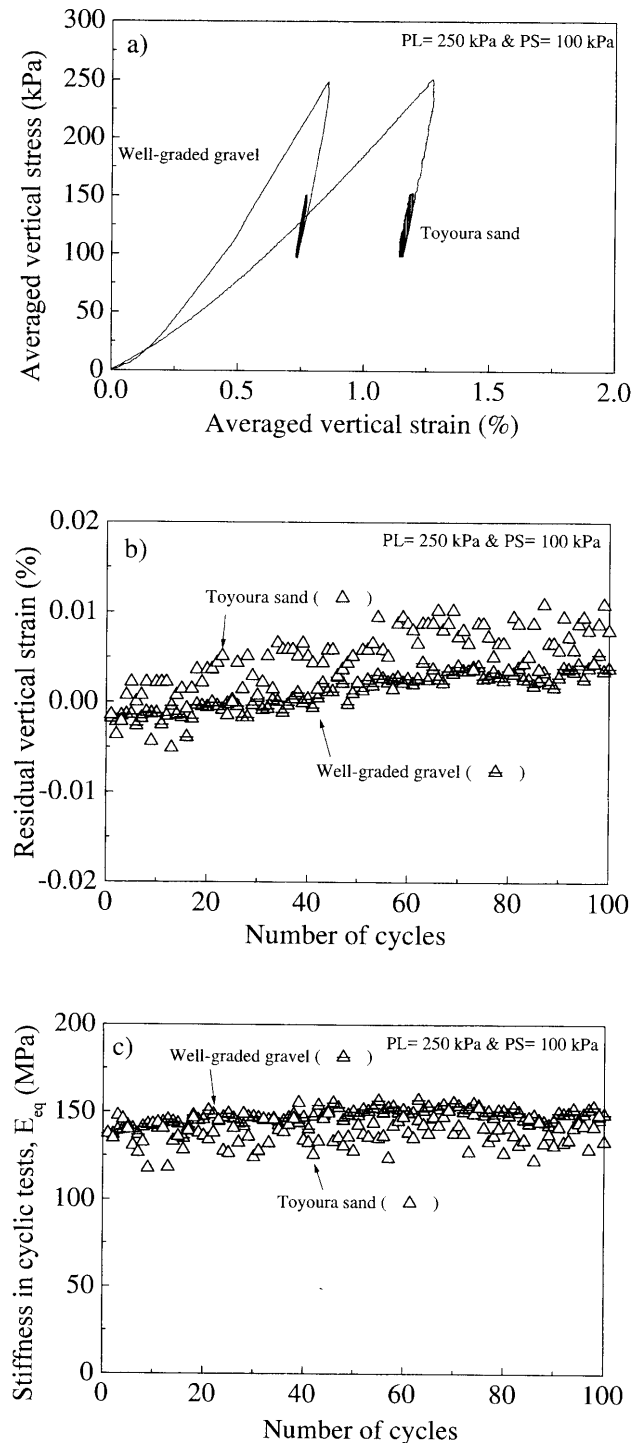 a)
PL= 250 kPa & PS= 100 kPa
300
250
200
150
100
50
0
Averaged vertical stress (kPa)
Well-graded gravel
Toyoura sand
0.0 0.5 1.0 1.5 2.0
Averaged vertical strain (%)
b)
PL= 250 kPa & PS= 100 kPa
0.02
0.01
0.00
-0.01
-0.02
Residual vertical strain (%)
Toyoura sand ( △ )
Well-graded gravel ( △ )
0 20 40 60 80 100
Number of cycles
c)
PL= 250 kPa & PS= 100 kPa
200
150
100
50
0
Stiffness in cyclic tests, E_eq (MPa)
Well-graded gravel ( △ )
Toyoura sand ( △ )
0 20 40 60 80 100
Number of cycles